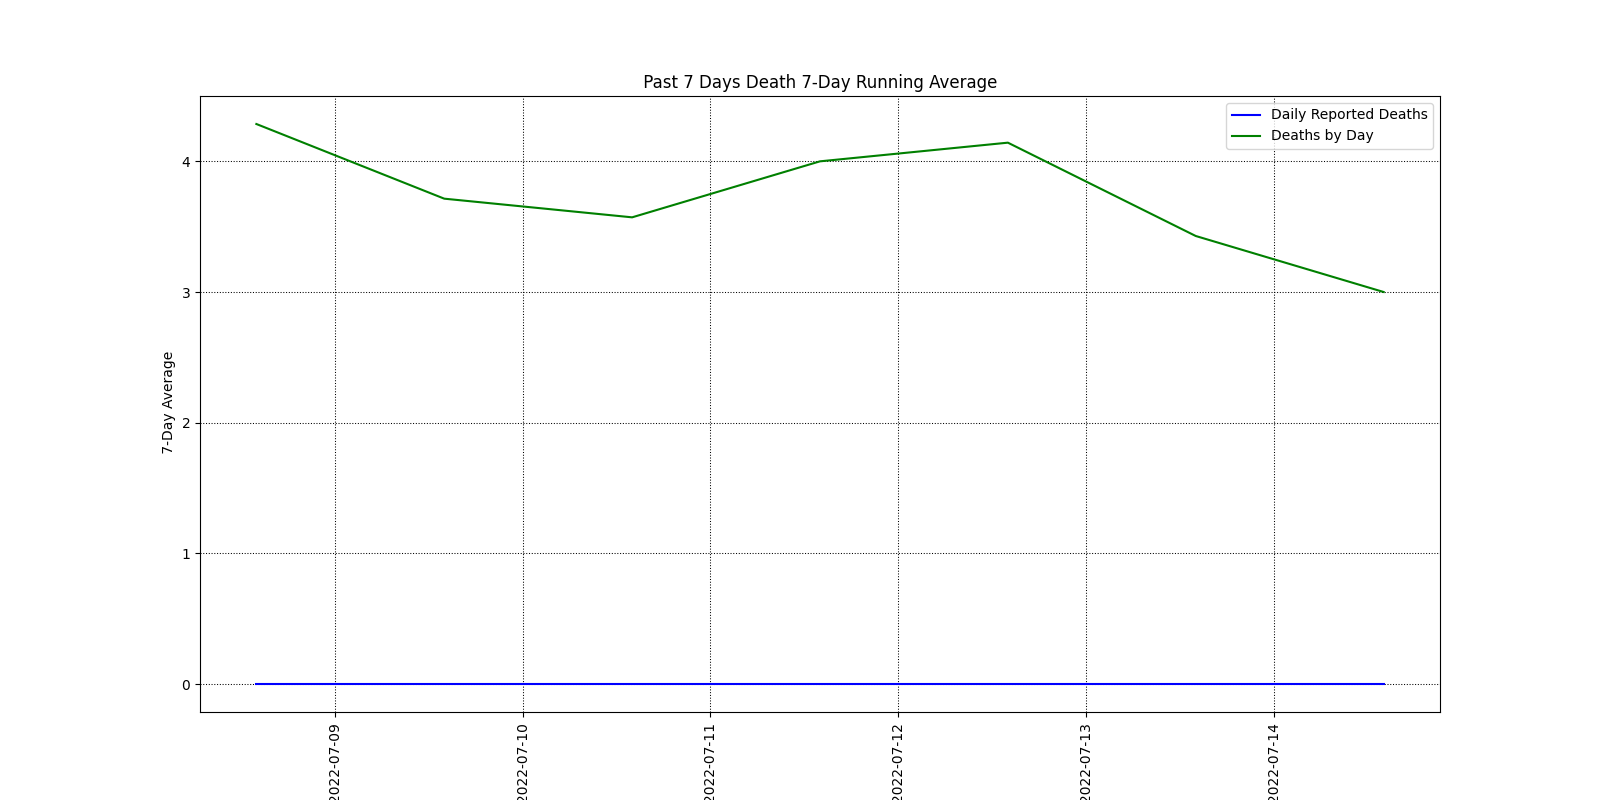 Past 7 Days Death 7-Day Running Average
Daily Reported Deaths
Deaths by Day
7-Day Average
4
3
2
1
0
2022-07-09
2022-07-10
2022-07-11
2022-07-12
2022-07-13
2022-07-14